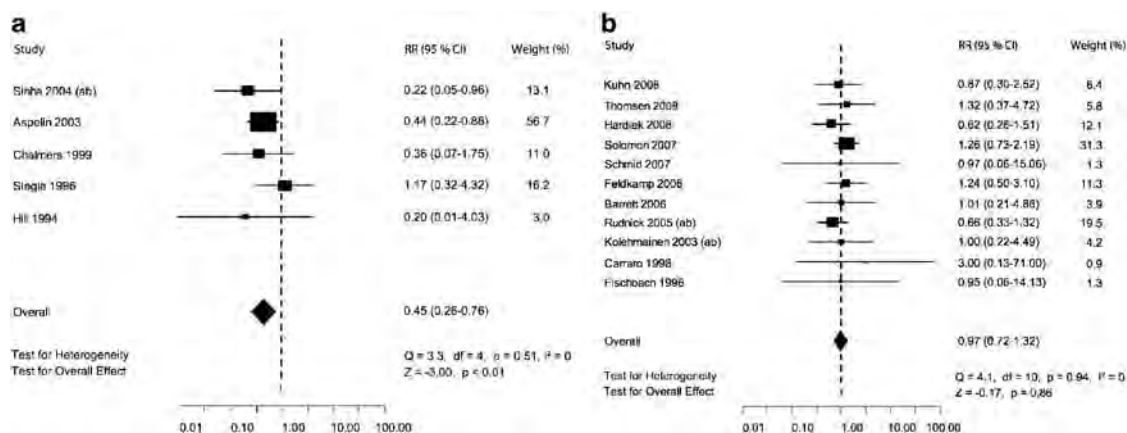 a
Study RR (95 % CI) Weight (%)
Sinha 2004 (ab) 0.22 (0.05-0.96) 13.1
Aspelin 2003 0.44 (0.22-0.88) 56.7
Chalmers 1999 0.36 (0.07-1.75) 11.0
Single 1996 1.17 (0.32-4.32) 16.2
Hill 1994 0.20 (0.01-4.03) 3.0
Overall 0.45 (0.26-0.76)
Test for Heterogeneity Q = 3.3, df = 4, p = 0.51, I² = 0
Test for Overall Effect Z = -3.00, p < 0.01
0.01 0.10 1.00 10.00 100.00
b
Study RR (95 % CI) Weight (%)
Kuhn 2008 0.87 (0.30-2.52) 6.4
Thomsen 2008 1.32 (0.37-4.72) 5.8
Hardiek 2008 0.62 (0.26-1.51) 12.1
Solomon 2007 1.26 (0.73-2.19) 31.3
Schmid 2007 0.97 (0.06-15.06) 1.3
Feldkamp 2006 1.24 (0.50-3.10) 11.3
Barrett 2006 1.01 (0.21-4.86) 3.9
Rudnick 2005 (ab) 0.66 (0.33-1.32) 19.5
Kolehmainen 2003 (ab) 1.00 (0.22-4.49) 4.2
Carraro 1998 3.00 (0.13-71.00) 0.9
Fischbach 1996 0.95 (0.06-14.13) 1.3
Overall 0.97 (0.72-1.32)
Test for Heterogeneity Q = 4.1, df = 10, p = 0.94, I² = 0
Test for Overall Effect Z = -0.17, p = 0.86
0.01 0.10 1.00 10.00 100.00